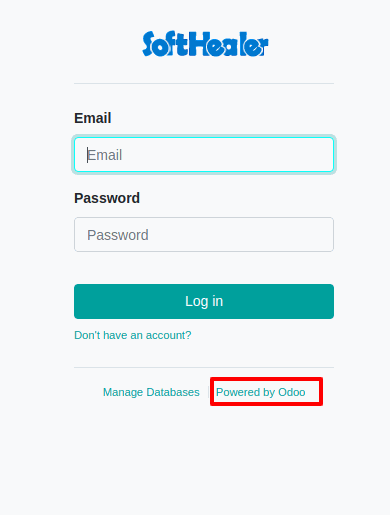 SoftHealer
Email
Email
Password
Password
Log in
Don't have an account?
Manage Databases
Powered by Odoo